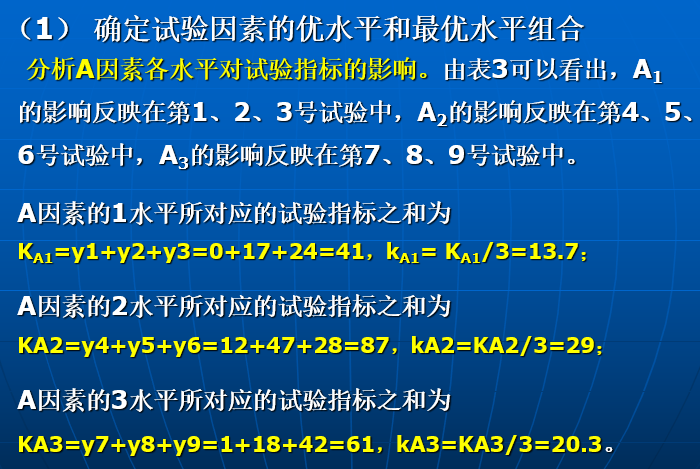 （1） 确定试验因素的优水平和最优水平组合
分析A因素各水平对试验指标的影响。由表3可以看出，A1
的影响反映在第1、2、3号试验中，A2的影响反映在第4、5、
6号试验中，A3的影响反映在第7、8、9号试验中。
A因素的1水平所对应的试验指标之和为
KA1=y1+y2+y3=0+17+24=41，kA1= KA1/3=13.7；
A因素的2水平所对应的试验指标之和为
KA2=y4+y5+y6=12+47+28=87，kA2=KA2/3=29；
A因素的3水平所对应的试验指标之和为
KA3=y7+y8+y9=1+18+42=61，kA3=KA3/3=20.3。